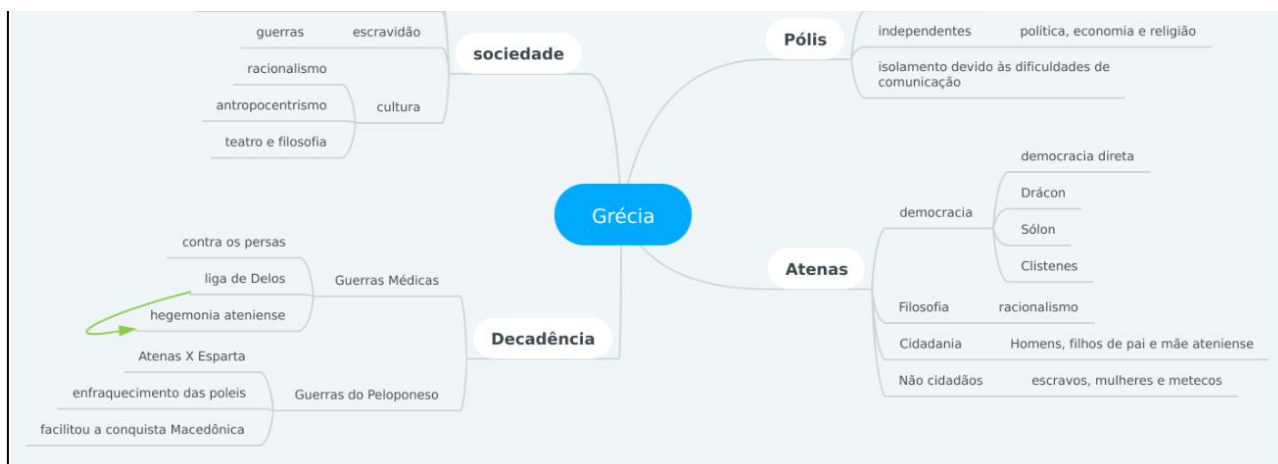 guerras escravidão
sociedade
racionalismo
antropocentrismo cultura
teatro e filosofia
Pólis
independentes política, economia e religião
isolamento devido às dificuldades de
comunicação
Grécia
democracia direta
Drácon
democracia
Sólon
Atenas
Clistenes
Filosofia racionalismo
Cidadania Homens, filhos de pai e mãe ateniense
Não cidadãos escravos, mulheres e metecos
contra os persas
liga de Delos Guerras Médicas
hegemonia ateniense
Decadência
Atenas X Esparta
enfraquecimento das poleis Guerras do Peloponeso
facilitou a conquista Macedônica